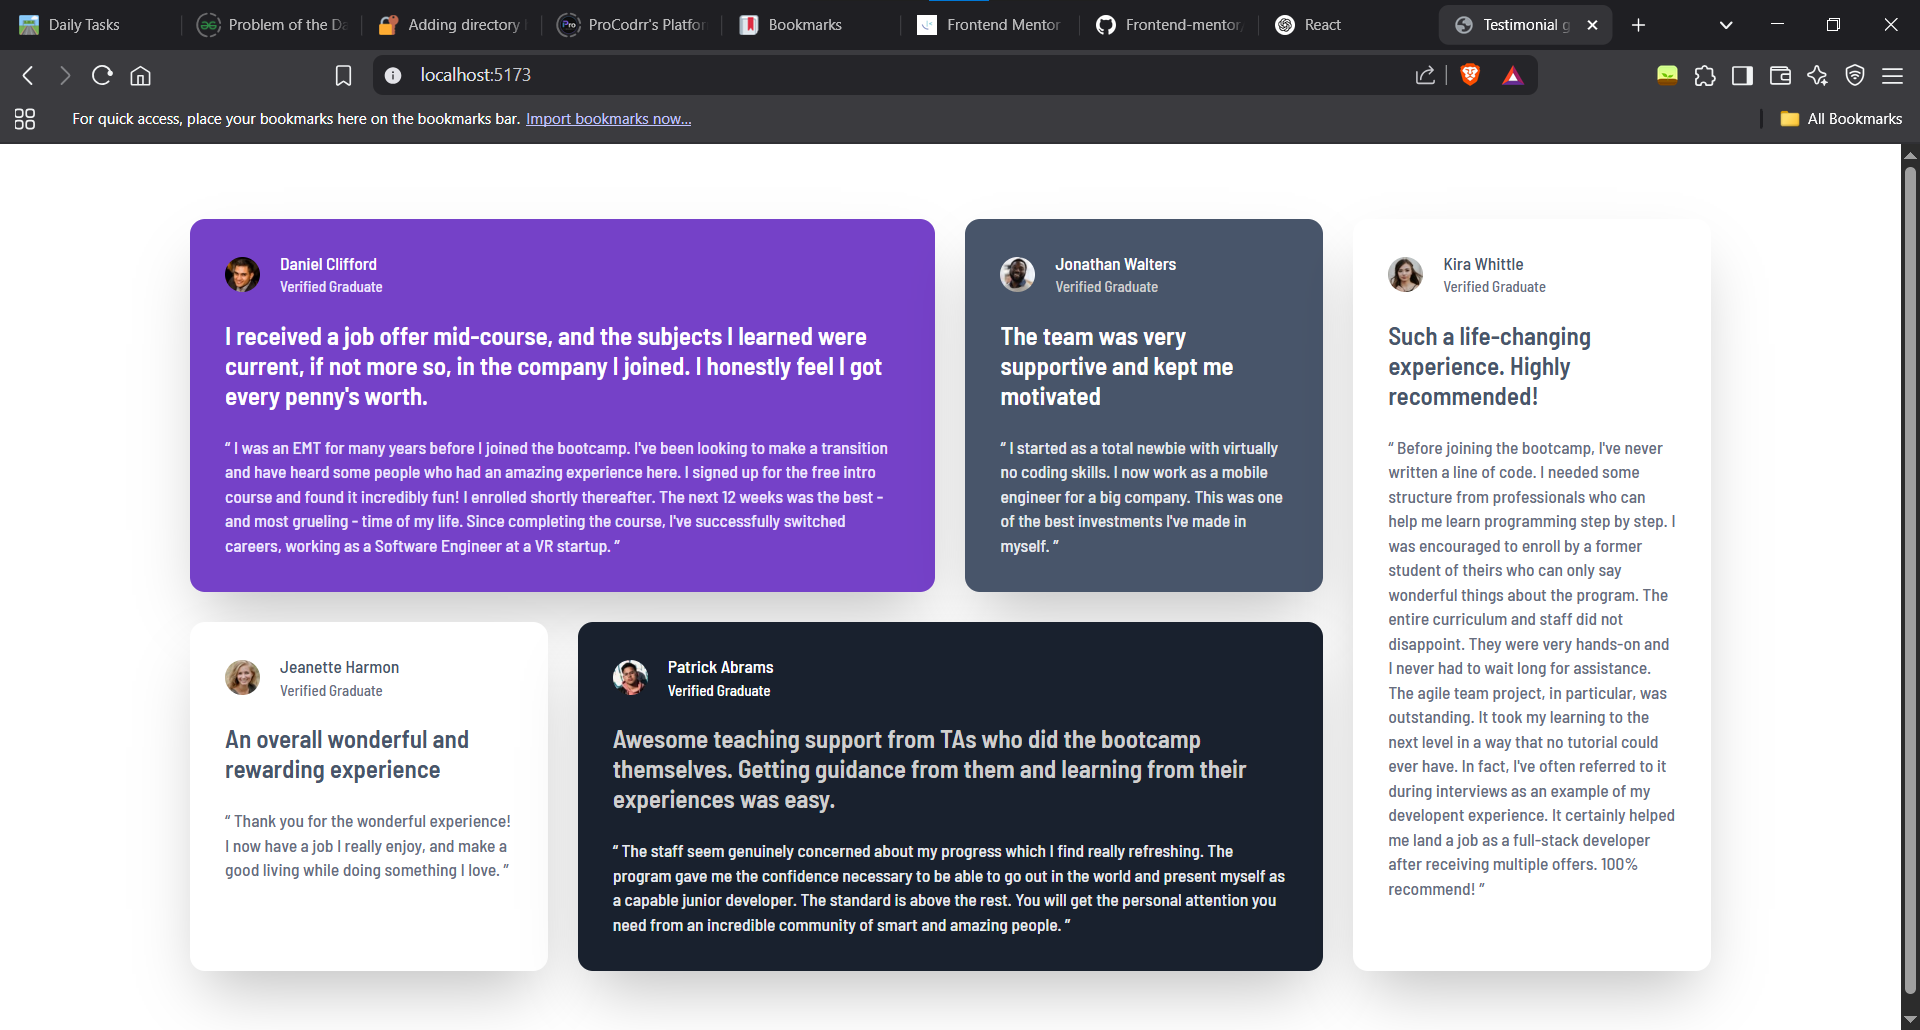 Daily Tasks
Problem of the Da
Adding directory
ProCodrr's Platfor
Bookmarks
Frontend Mentor
Frontend-mentor
React
Testimonial g
localhost:5173
For quick access, place your bookmarks here on the bookmarks bar. Import bookmarks now...
All Bookmarks
Daniel Clifford
Verified Graduate
I received a job offer mid-course, and the subjects I learned were
current, if not more so, in the company I joined. I honestly feel I got
every penny's worth.
“ I was an EMT for many years before I joined the bootcamp. I've been looking to make a transition
and have heard some people who had an amazing experience here. I signed up for the free intro
course and found it incredibly fun! I enrolled shortly thereafter. The next 12 weeks was the best -
and most grueling - time of my life. Since completing the course, I've successfully switched
careers, working as a Software Engineer at a VR startup. ”
Jonathan Walters
Verified Graduate
The team was very
supportive and kept me
motivated
“ I started as a total newbie with virtually
no coding skills. I now work as a mobile
engineer for a big company. This was one
of the best investments I've made in
myself. ”
Kira Whittle
Verified Graduate
Such a life-changing
experience. Highly
recommended!
“ Before joining the bootcamp, I've never
written a line of code. I needed some
structure from professionals who can
help me learn programming step by step. I
was encouraged to enroll by a former
student of theirs who can only say
wonderful things about the program. The
entire curriculum and staff did not
disappoint. They were very hands-on and
I never had to wait long for assistance.
The agile team project, in particular, was
outstanding. It took my learning to the
next level in a way that no tutorial could
ever have. In fact, I've often referred to it
during interviews as an example of my
developent experience. It certainly helped
me land a job as a full-stack developer
after receiving multiple offers. 100%
recommend! ”
Jeanette Harmon
Verified Graduate
An overall wonderful and
rewarding experience
“ Thank you for the wonderful experience!
I now have a job I really enjoy, and make a
good living while doing something I love. ”
Patrick Abrams
Verified Graduate
Awesome teaching support from TAs who did the bootcamp
themselves. Getting guidance from them and learning from their
experiences was easy.
“ The staff seem genuinely concerned about my progress which I find really refreshing. The
program gave me the confidence necessary to be able to go out in the world and present myself as
a capable junior developer. The standard is above the rest. You will get the personal attention you
need from an incredible community of smart and amazing people. ”